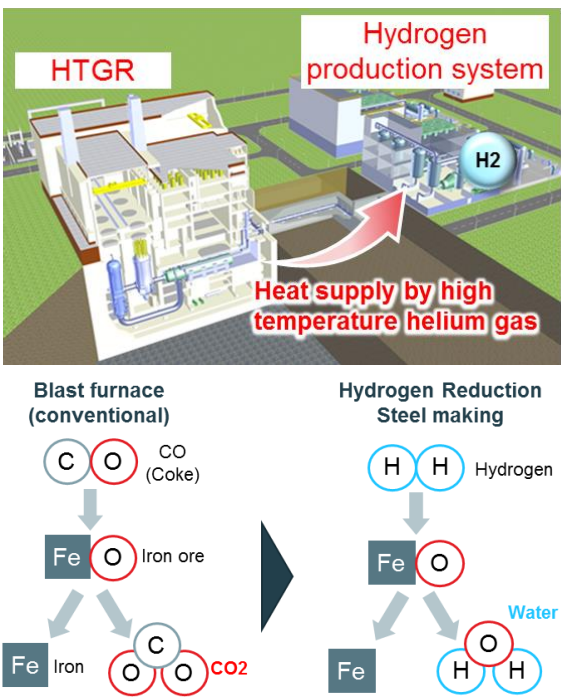 HTGR
Hydrogen
production system
H2
Heat supply by high
temperature helium gas
Blast furnace
(conventional)
C O
CO
(Coke)
Fe O
Iron ore
Fe
Iron
C
O O
CO2
Hydrogen Reduction
Steel making
H H
Hydrogen
Fe O
Water
Fe
O
H H